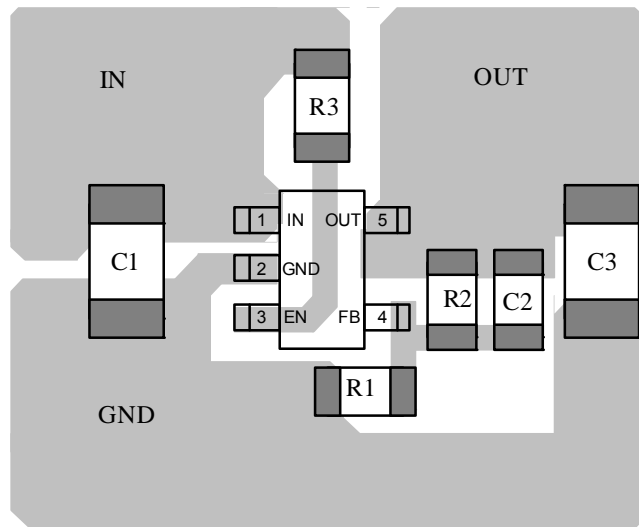 IN
OUT
R3
1 IN OUT 5
C1
2 GND
C3
R2
C2
3 EN FB 4
R1
GND